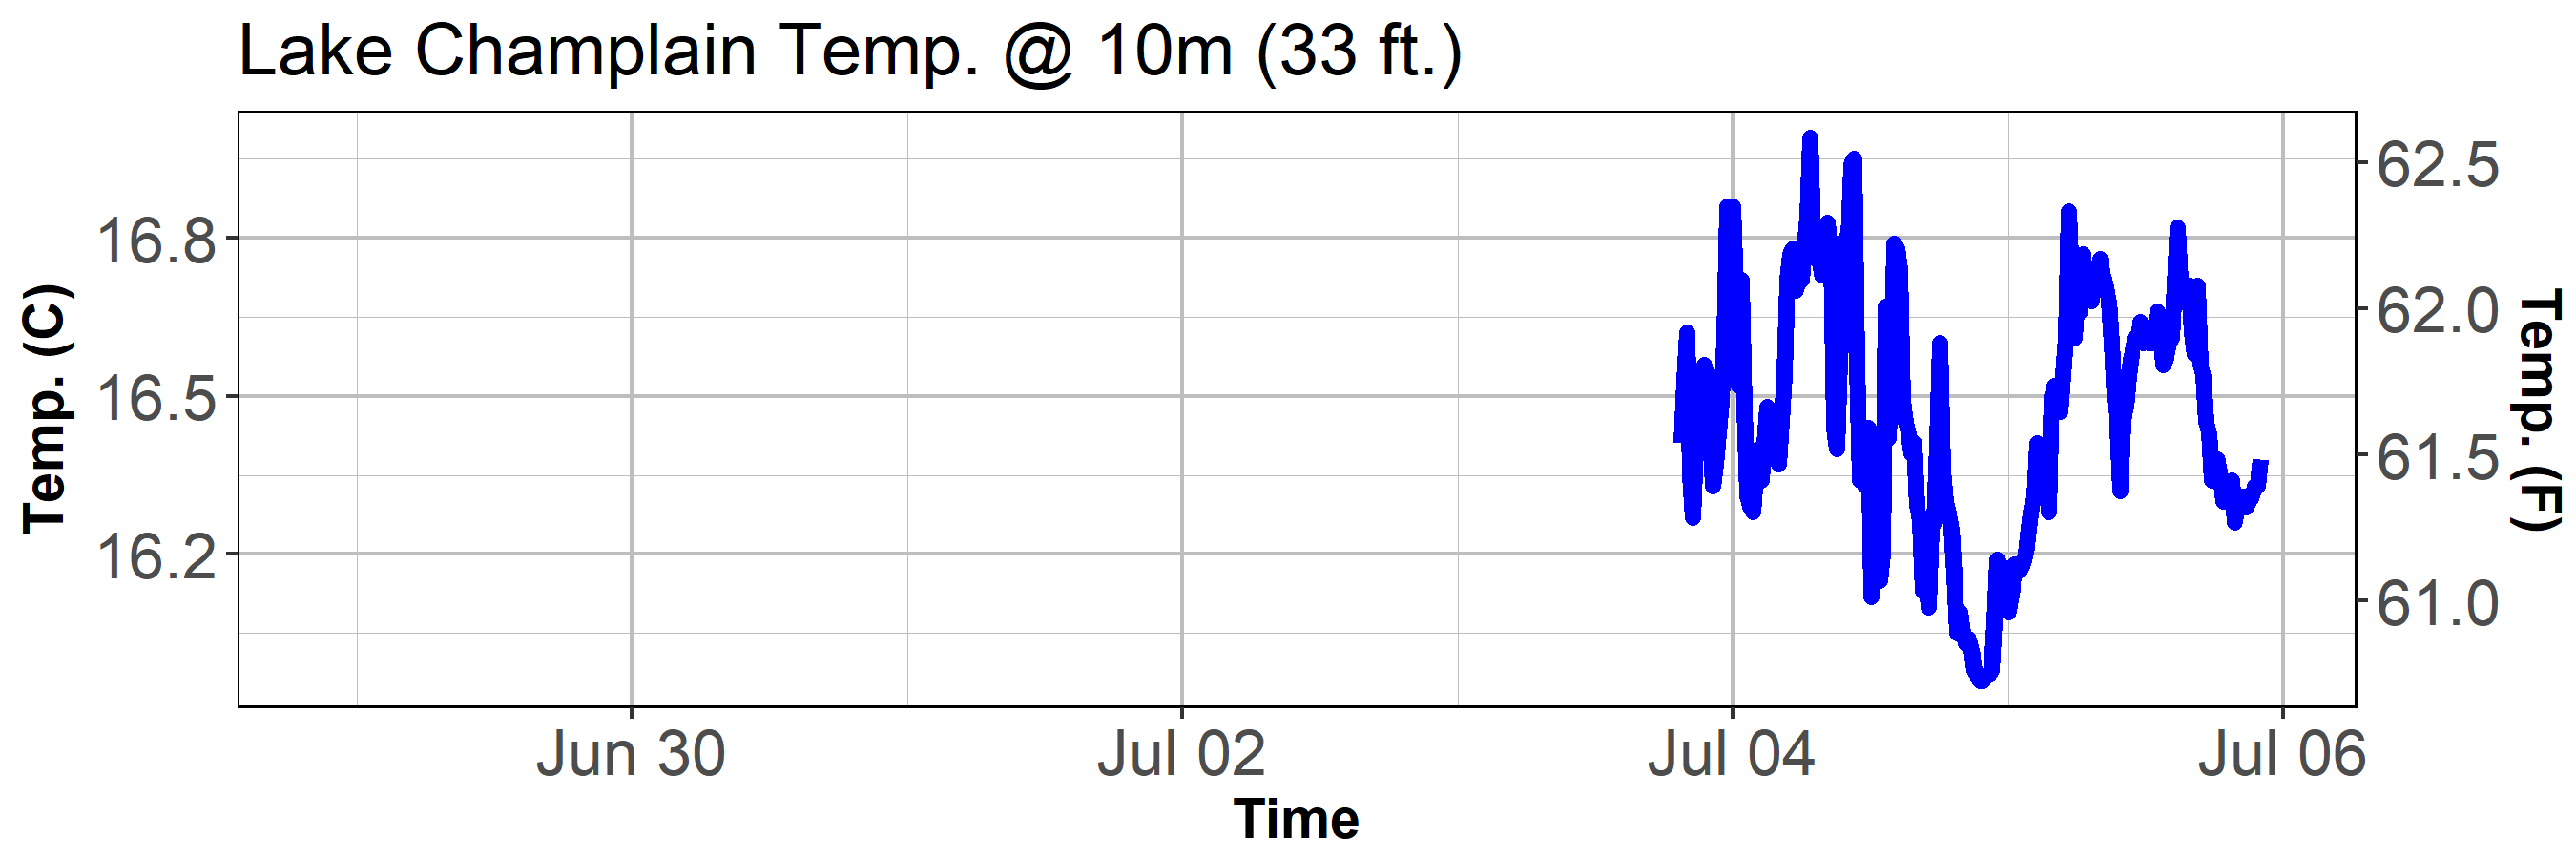 Lake Champlain Temp. @ 10m (33 ft.)
Temp. (C)
16.8
16.5
16.2
62.5
62.0
61.5
61.0
Temp. (F)
Jun 30 Jul 02 Jul 04 Jul 06
Time